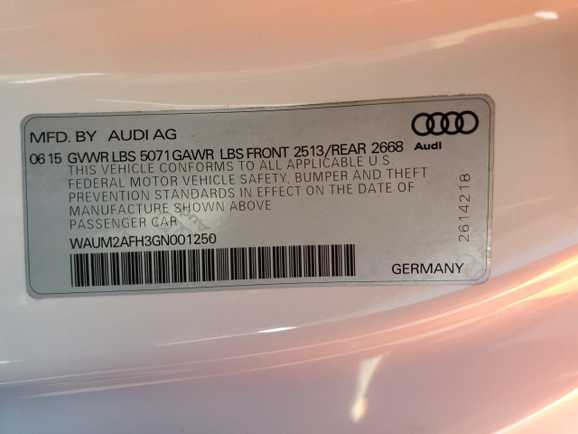 MFD. BY AUDI AG
Audi
06 15 GVWR LBS 5071 GAWR LBS FRONT 2513/REAR 2668
THIS VEHICLE CONFORMS TO ALL APPLICABLE U.S.
FEDERAL MOTOR VEHICLE SAFETY, BUMPER AND THEFT
PREVENTION STANDARDS IN EFFECT ON THE DATE OF
MANUFACTURE SHOWN ABOVE
PASSENGER CAR
WAUM2AFH3GN001250
2614218
GERMANY